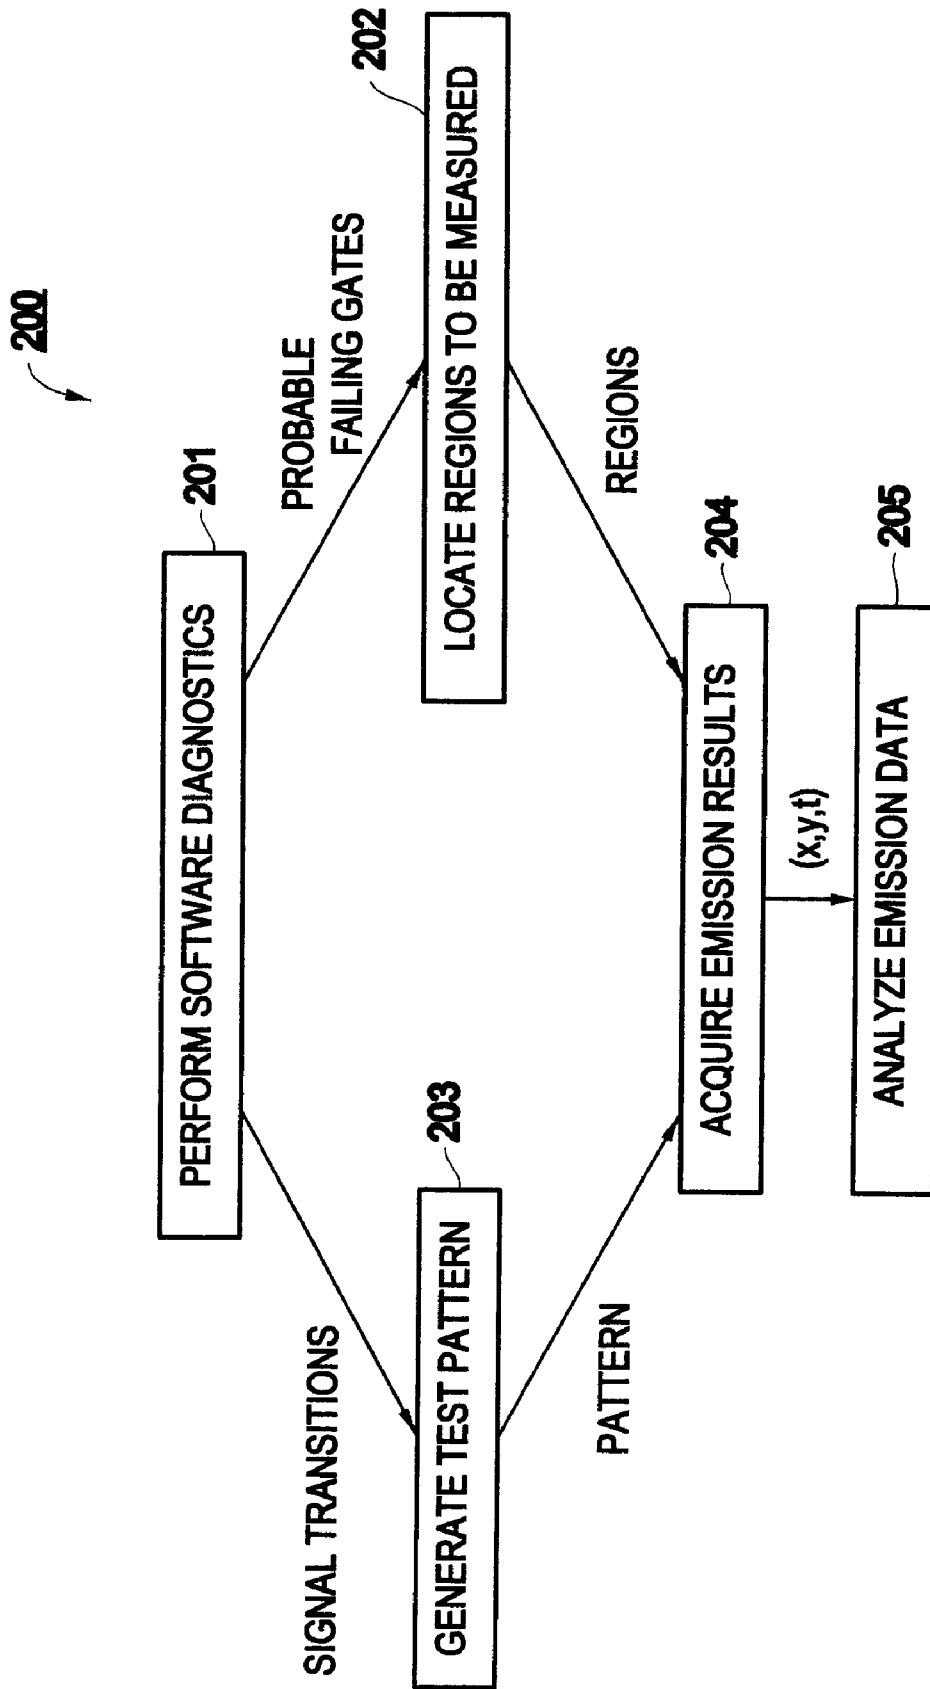 200
201
PERFORM SOFTWARE DIAGNOSTICS
SIGNAL TRANSITIONS
PROBABLE
FAILING GATES
203
GENERATE TEST PATTERN
202
LOCATE REGIONS TO BE MEASURED
PATTERN
REGIONS
204
ACQUIRE EMISSION RESULTS
(x,y,t)
205
ANALYZE EMISSION DATA